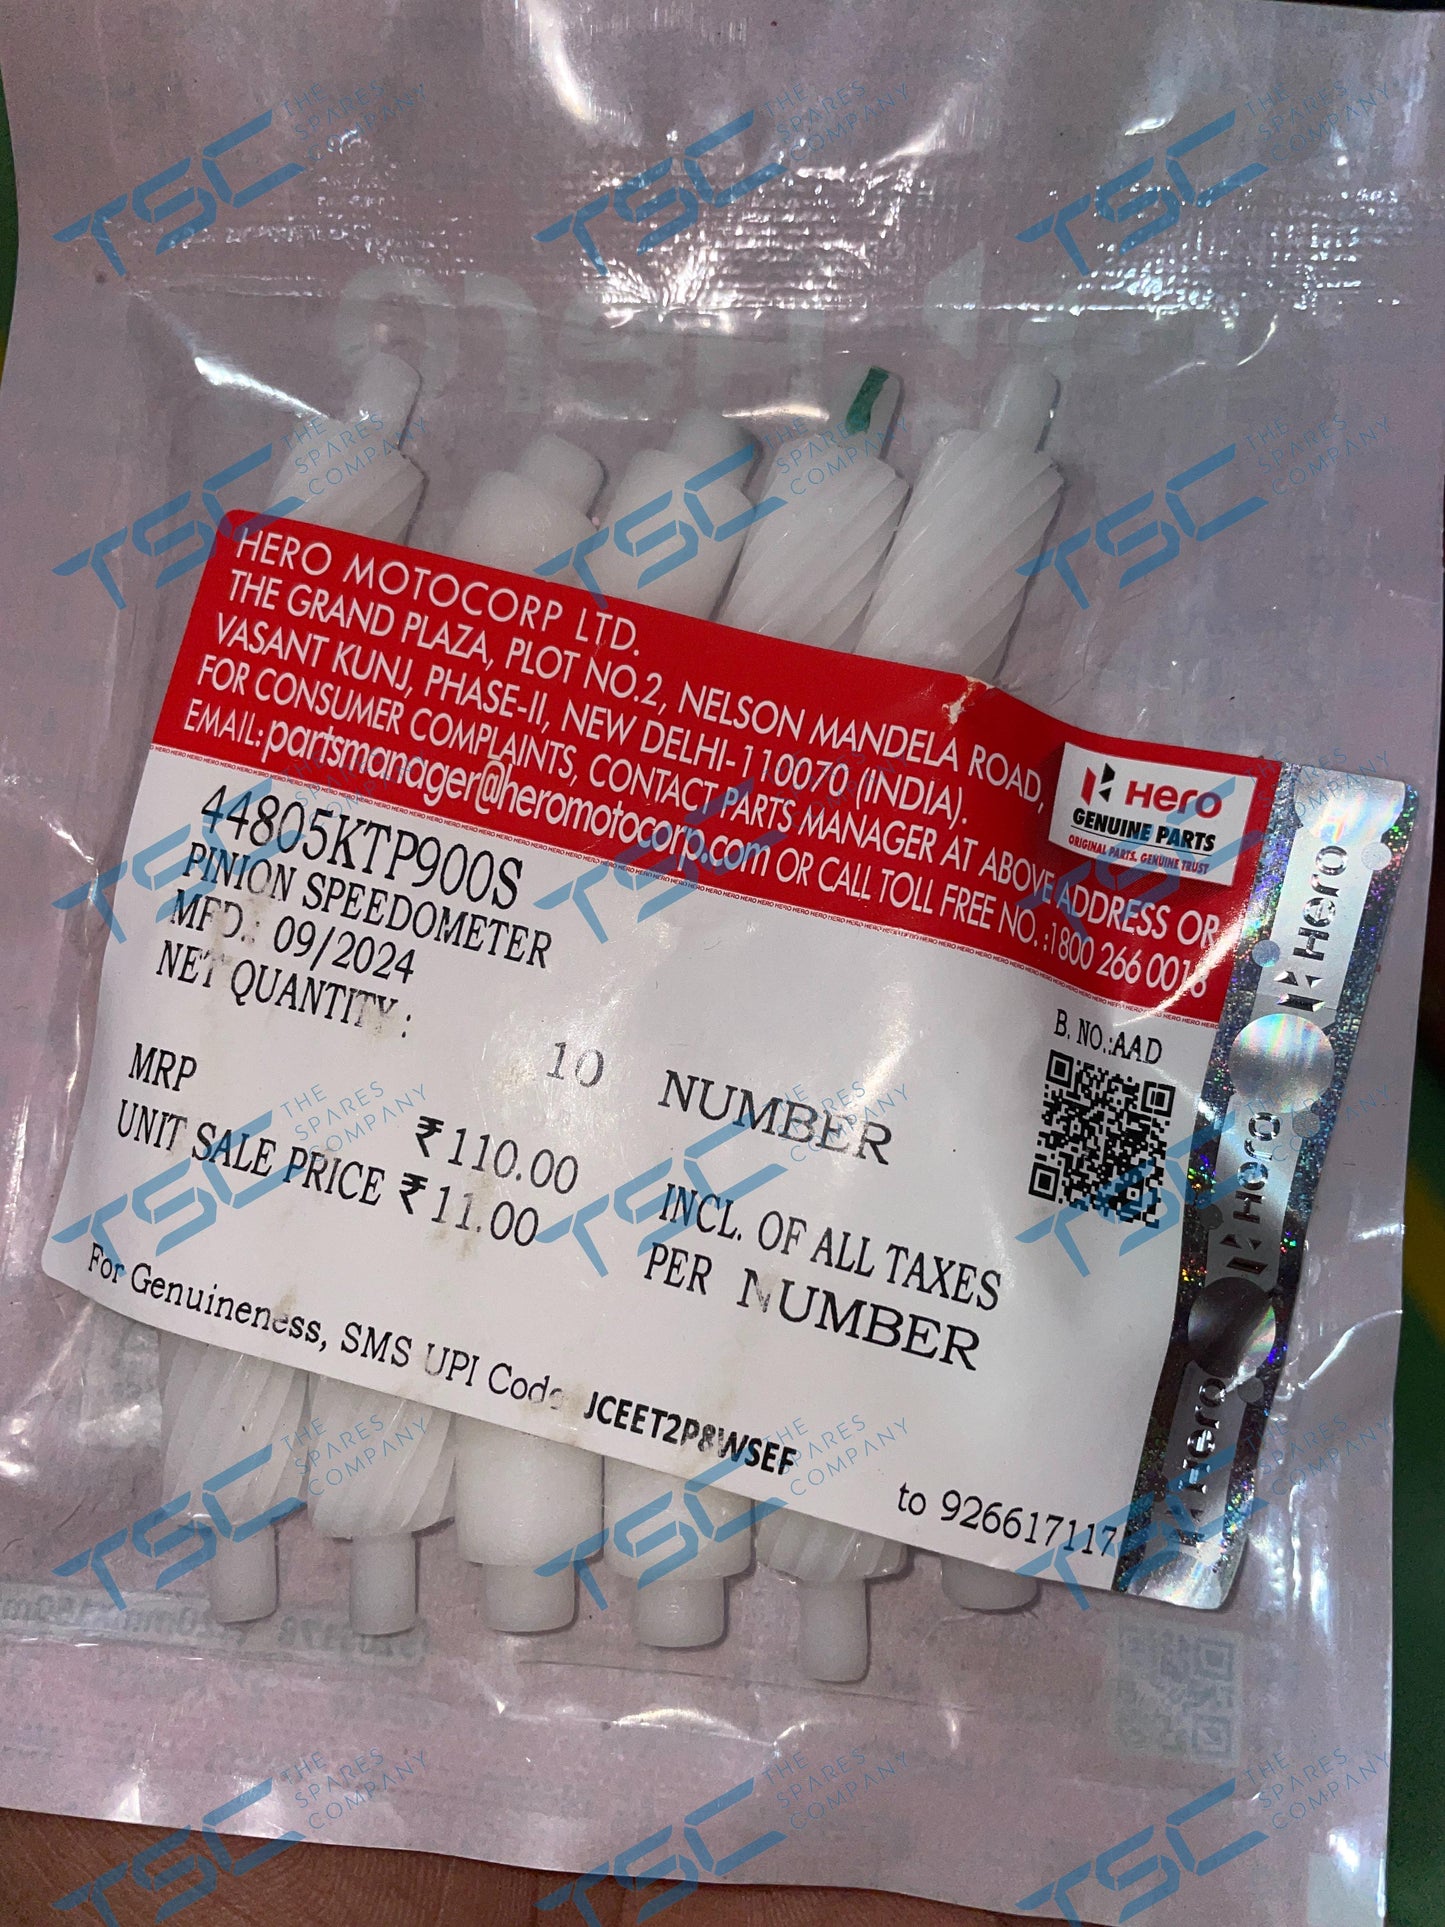 HERO MOTOCORP LTD.
THE GRAND PLAZA, PLOT NO.2, NELSON MANDELA ROAD,
VASANT KUNJ, PHASE-II, NEW DELHI-110070 (INDIA).
FOR CONSUMER COMPLAINTS, CONTACT PARTS MANAGER AT ABOVE ADDRESS OR
EMAIL: partsmanager@heromotocorp.com OR CALL TOLL FREE NO.:1800 266 0018
Hero
GENUINE PARTS
ORIGINAL PARTS. GENUINE TRUST
44805KTP900S
PINION SPEEDOMETER
MFD.: 09/2024
NET QUANTITY: 10 NUMBER
B. NO.:AAD
MRP ₹110.00 INCL. OF ALL TAXES
UNIT SALE PRICE ₹11.00 PER NUMBER
For Genuineness, SMS UPI Code JCEET2P8WSEF to 926617117
Hero
Hero
Hero
TSC THE SPARES COMPANY